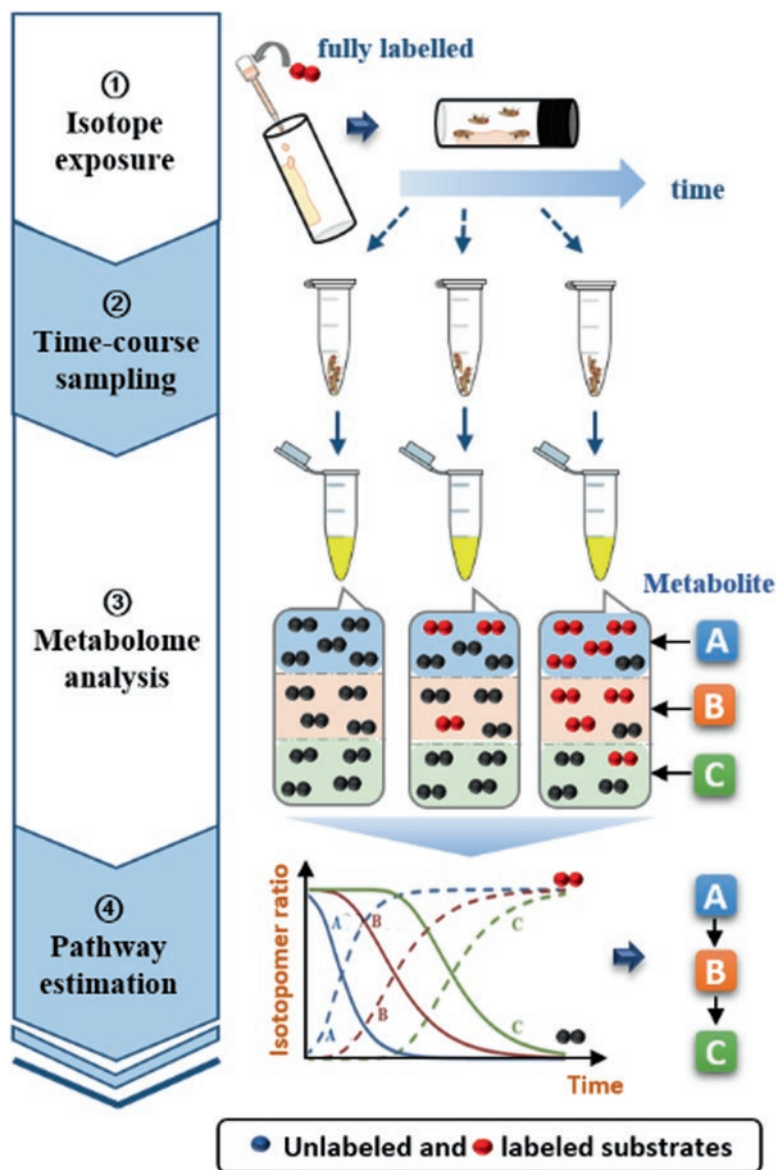 ①
Isotope
exposure
fully labelled
time
②
Time-course
sampling
③
Metabolome
analysis
Metabolite
A
B
C
④
Pathway
estimation
Isotopomer ratio
A
B
C
A
B
C
Time
A
B
C
Unlabeled and labeled substrates